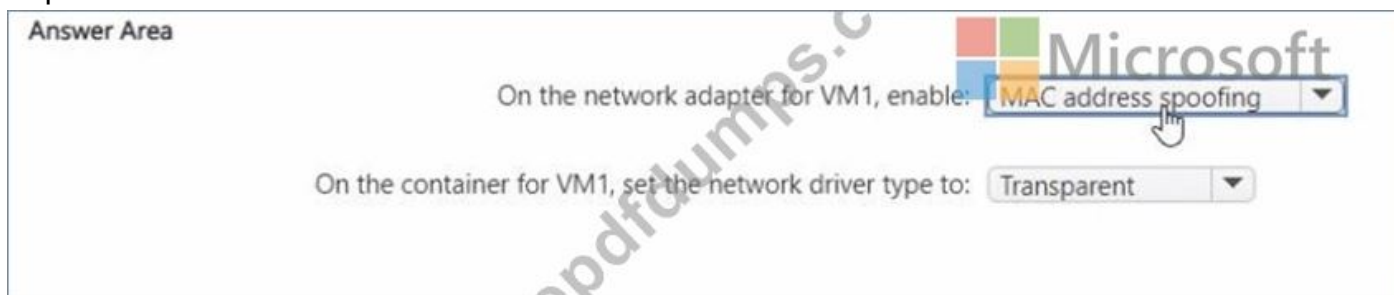 Answer Area
Microsoft
On the network adapter for VM1, enable: MAC address spoofing
On the container for VM1, set the network driver type to: Transparent